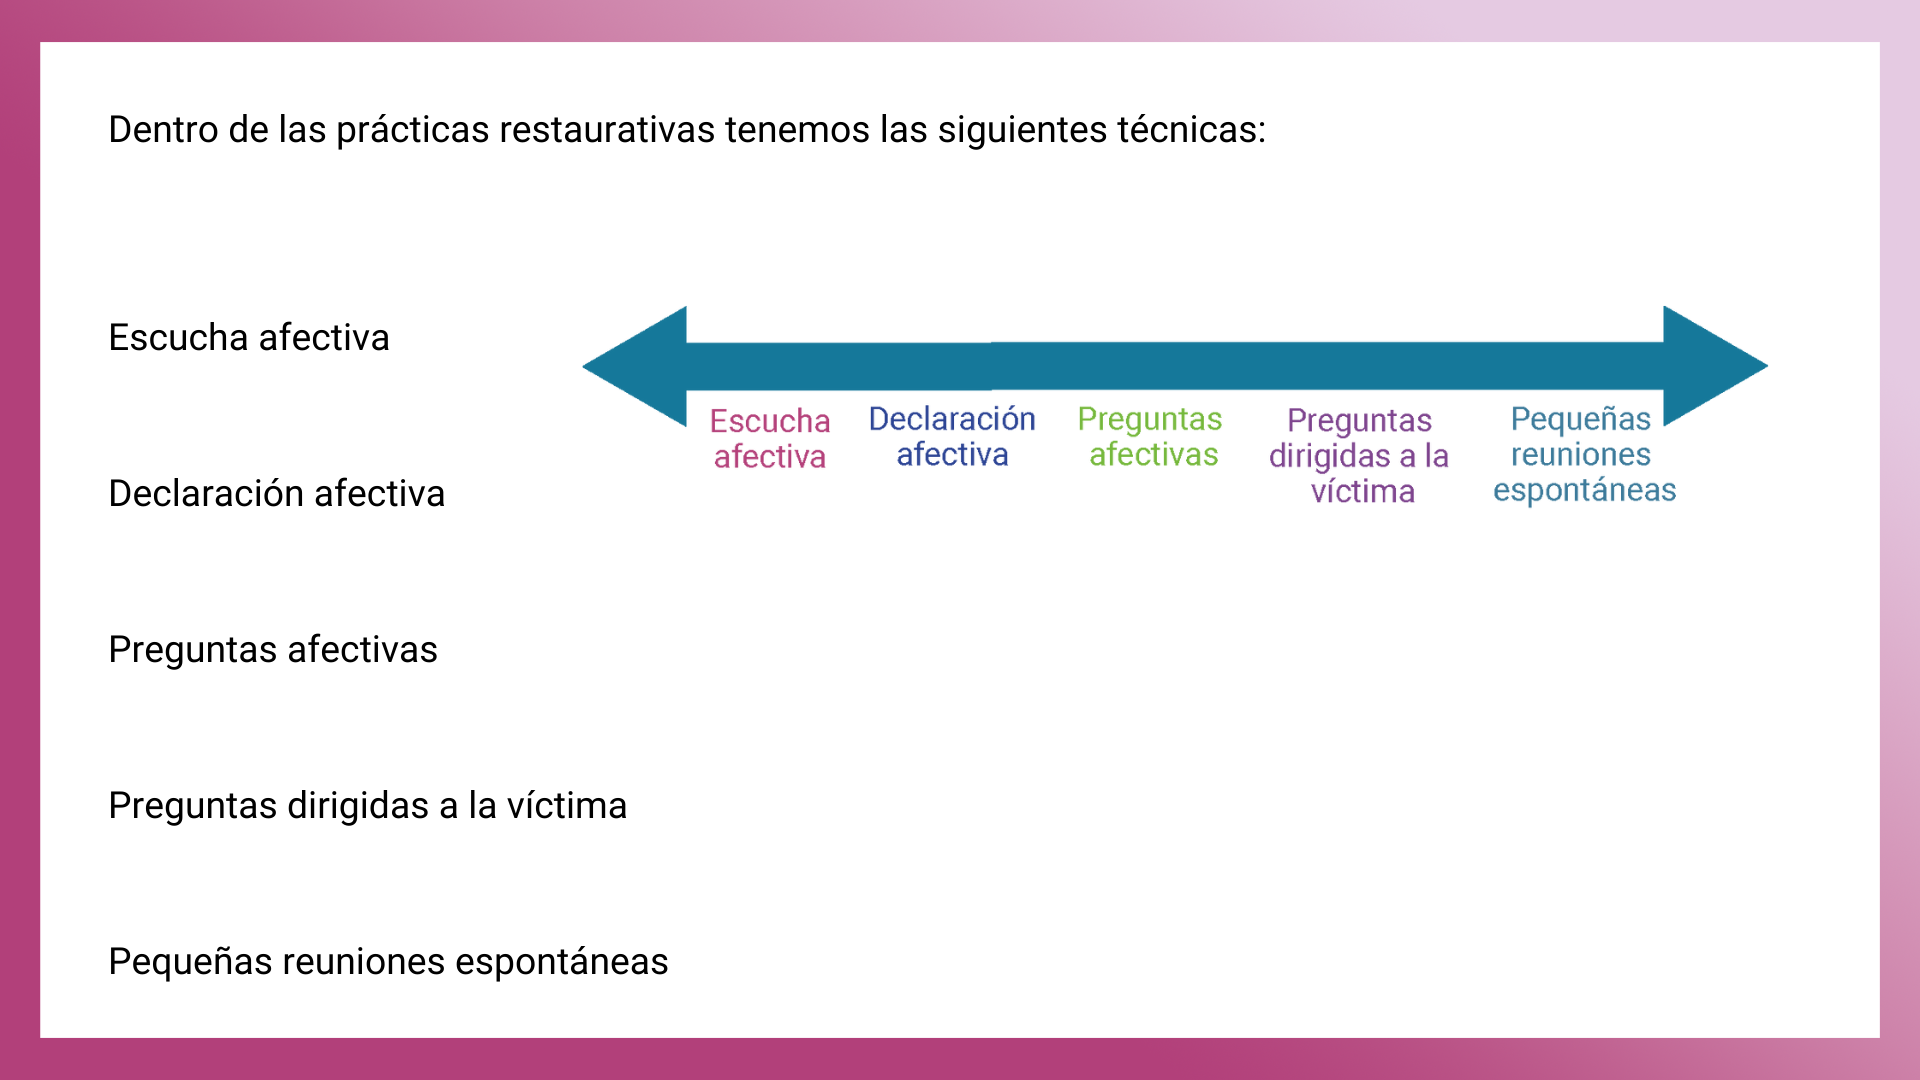 Dentro de las prácticas restaurativas tenemos las siguientes técnicas:
Escucha afectiva
Declaración afectiva
Preguntas afectivas
Preguntas dirigidas a la víctima
Pequeñas reuniones espontáneas
Escucha
afectiva
Declaración
afectiva
Preguntas
afectivas
Preguntas
dirigidas a la
víctima
Pequeñas
reuniones
espontáneas